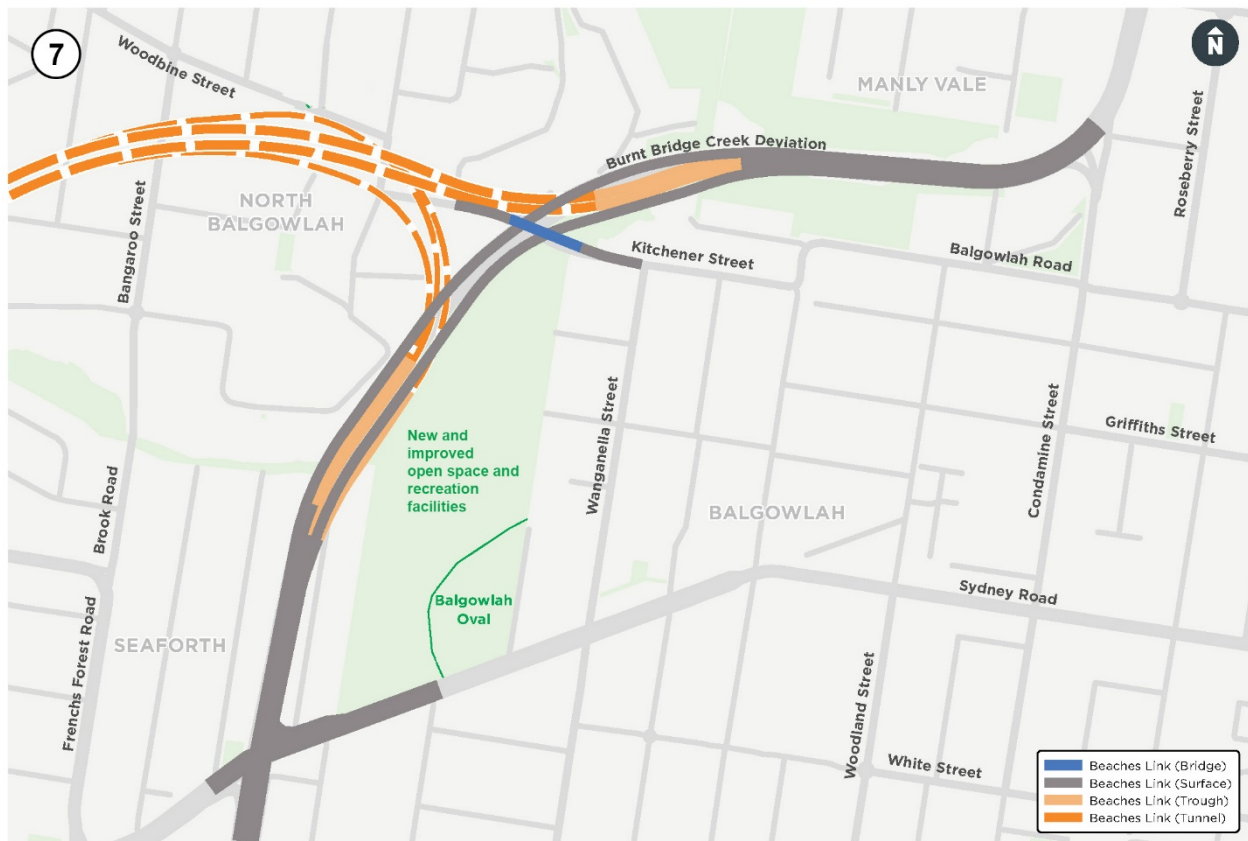 7
N
Woodbine Street
MANLY VALE
Burnt Bridge Creek Deviation
Roseberry Street
NORTH
BALGOWLAH
Bangaroo Street
Kitchener Street
Balgowlah Road
Wanganella Street
Condamine Street
Griffiths Street
New and
improved
open space and
recreation
facilities
Brook Road
BALGOWLAH
Sydney Road
Balgowlah
Oval
SEAFORTH
Frenchs Forest Road
Woodland Street
White Street
Beaches Link (Bridge)
Beaches Link (Surface)
Beaches Link (Trough)
Beaches Link (Tunnel)